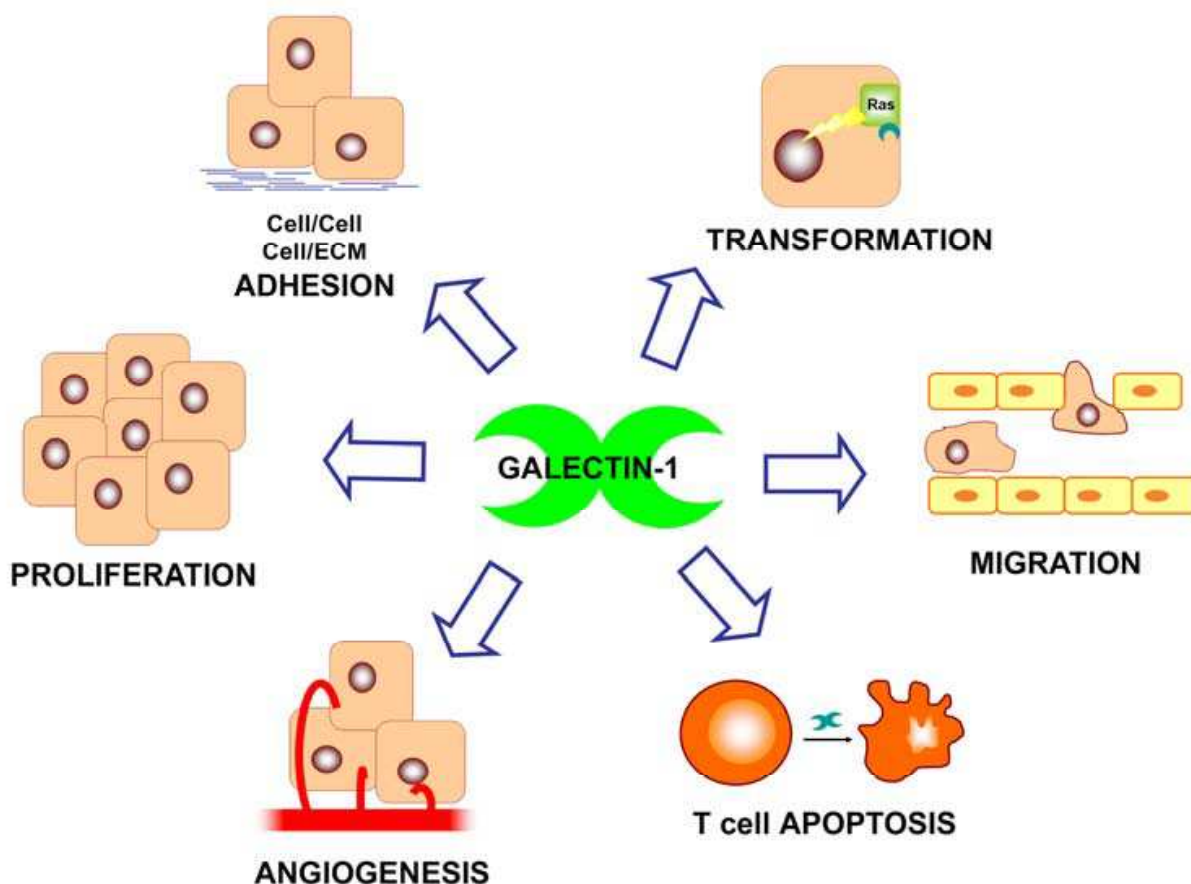 Cell/Cell
Cell/ECM
ADHESION
Ras
TRANSFORMATION
PROLIFERATION
GALECTIN-1
MIGRATION
ANGIOGENESIS
T cell APOPTOSIS